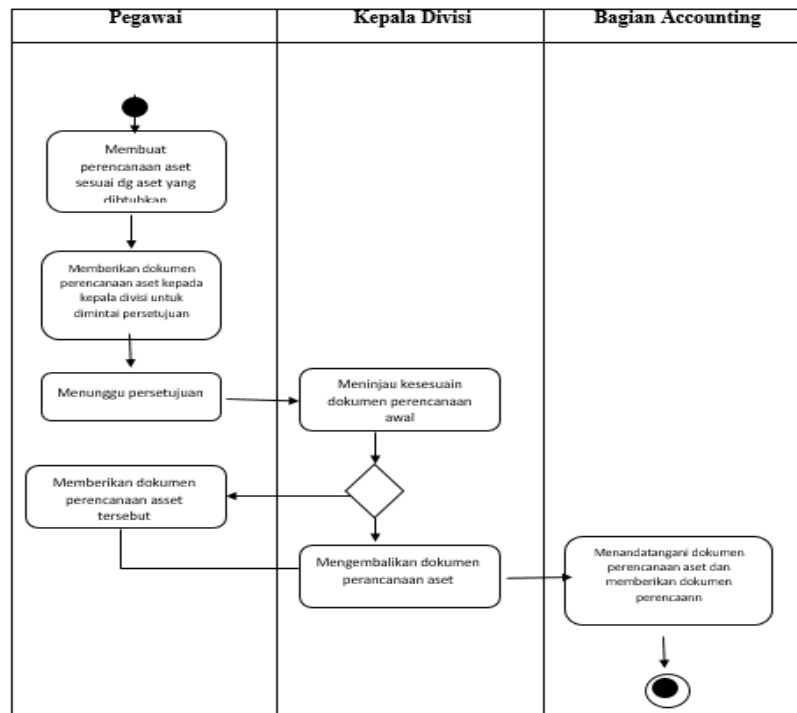 Pegawai
Kepala Divisi
Bagian Accounting
Membuat
perencanaan aset
sesuai dg aset yang
dibtuhkan
Memberikan dokumen
perencanaan aset kepada
kepala divisi untuk
dimintai persetujuan
Menunggu persetujuan
Meninjau kesesuain
dokumen perencanaan
awal
Memberikan dokumen
perencanaan asset
tersebut
Mengembalikan dokumen
perancanaan aset
Menandatangani dokumen
perencanaan aset dan
memberikan dokumen
perencaann